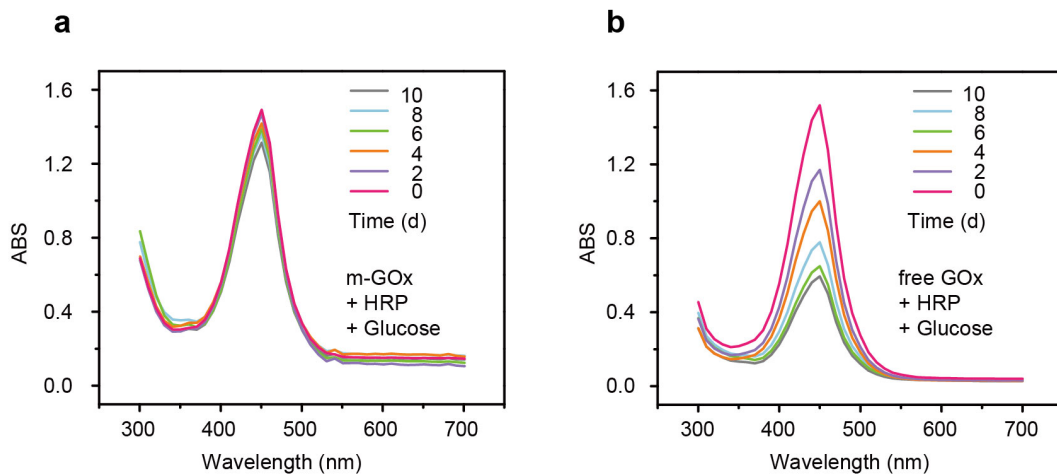 a
ABS
1.6
1.2
0.8
0.4
0.0
10
8
6
4
2
0
Time (d)
m-GOx
+ HRP
+ Glucose
300
400
500
600
700
Wavelength (nm)
b
ABS
1.6
1.2
0.8
0.4
0.0
10
8
6
4
2
0
Time (d)
free GOx
+ HRP
+ Glucose
300
400
500
600
700
Wavelength (nm)